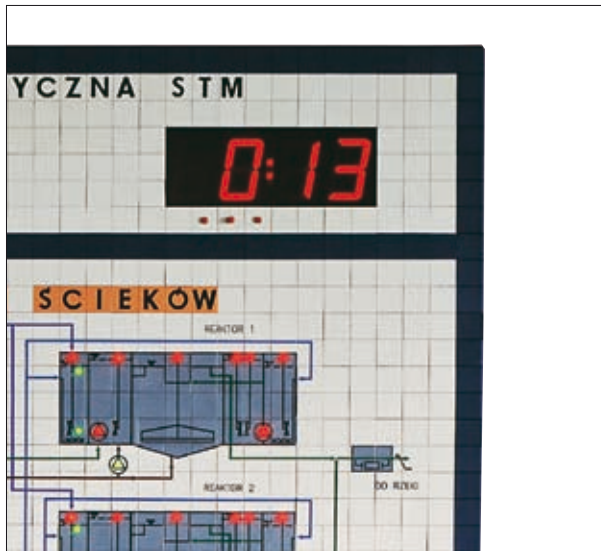 YCZNA STM
0:13
ŚCIEKÓW
REAKTOR 1
REAKTOR 2
DO RZEKI